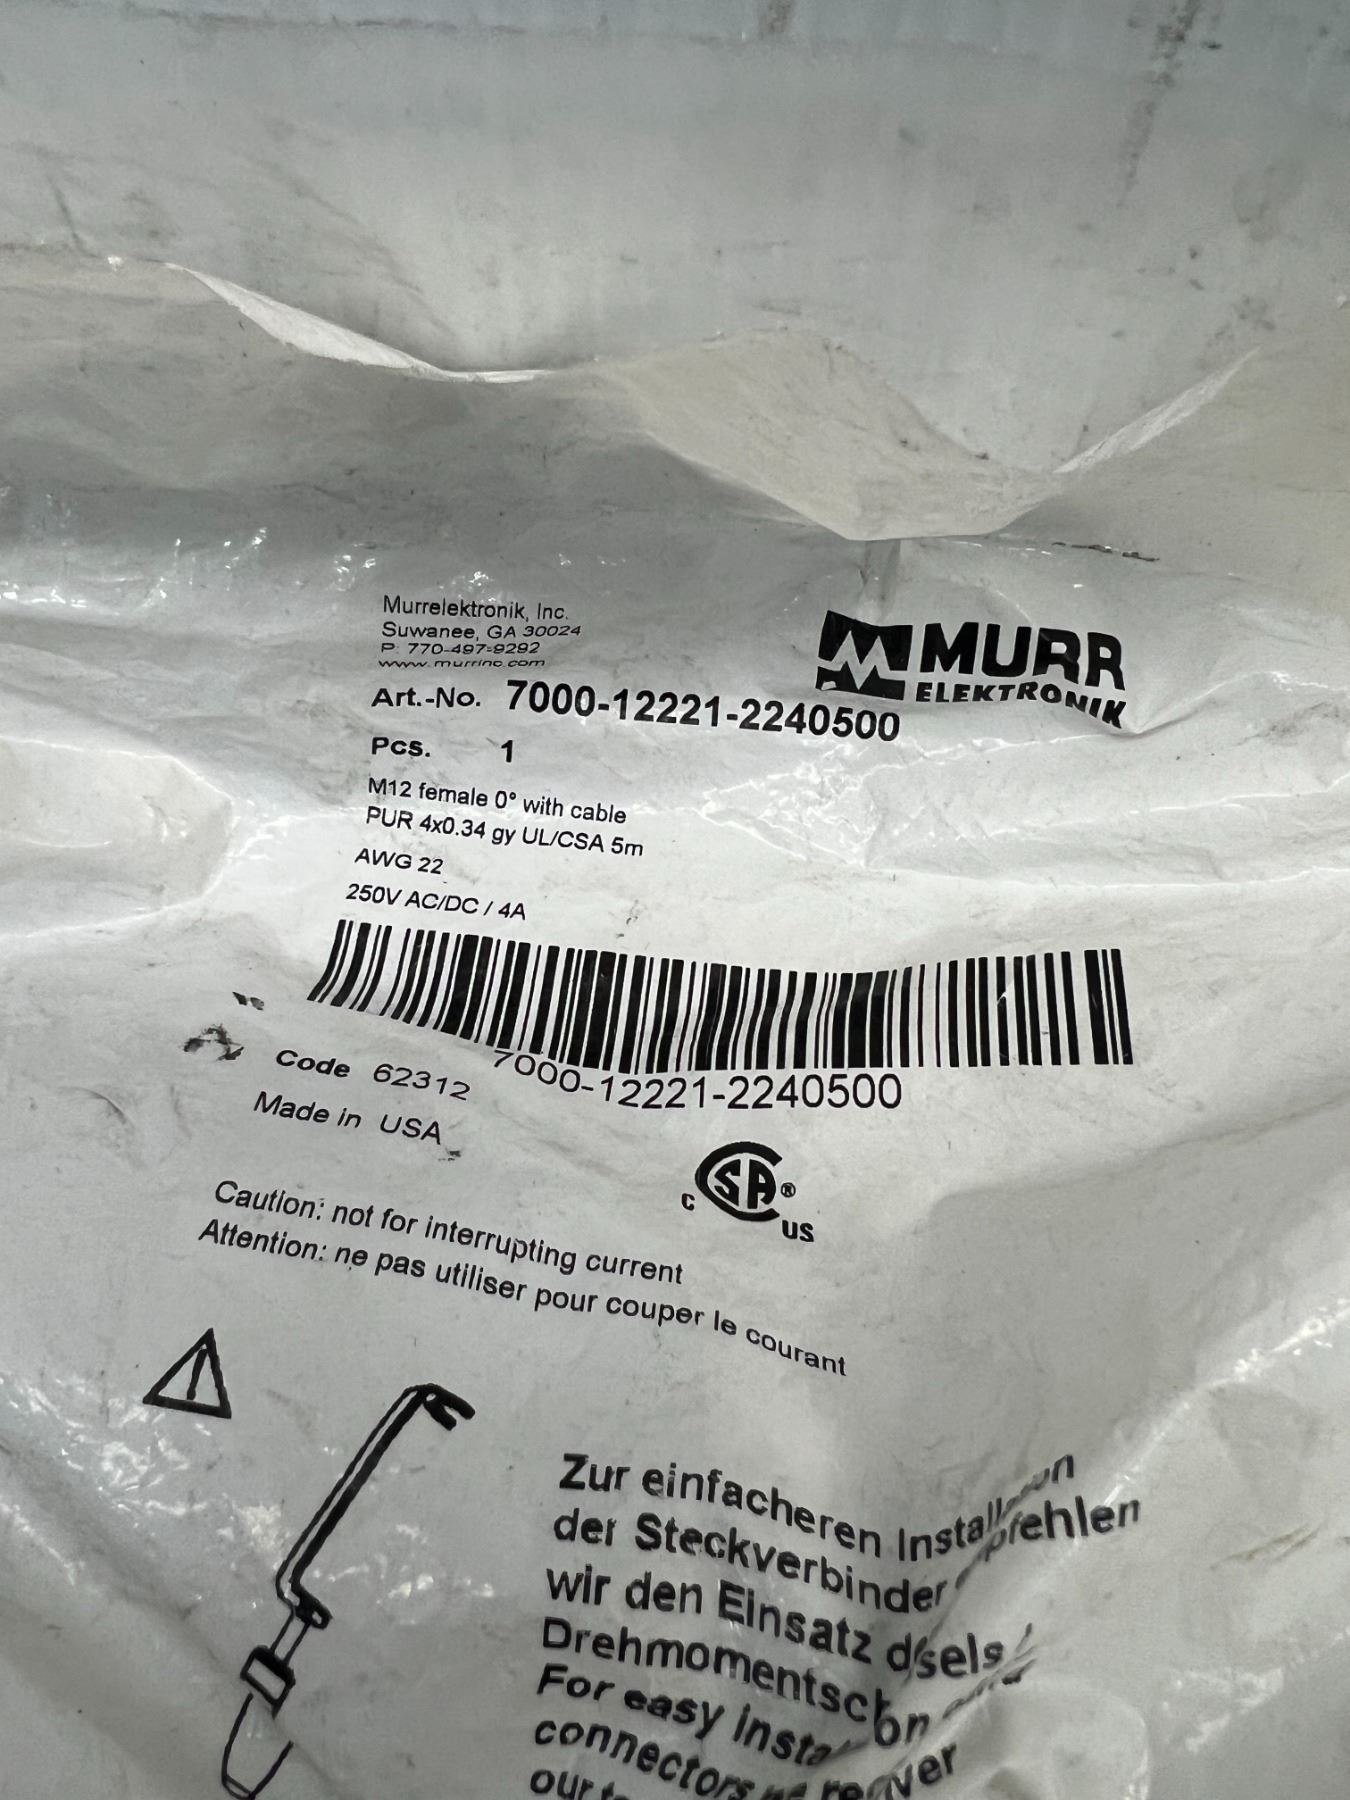 Murrelektronik, Inc.
Suwanee, GA 30024
P: 770-497-9292
www.murrinc.com
MURR
ELEKTRONIK
Art.-No. 7000-12221-2240500
Pcs. 1
M12 female 0° with cable
PUR 4x0.34 gy UL/CSA 5m
AWG 22
250V AC/DC / 4A
7000-12221-2240500
Code 62312
Made in USA
C SA® US
Caution: not for interrupting current
Attention: ne pas utiliser pour couper le courant
Zur einfacheren
der Steckverbinder
wir den Einsatz
For easy
connectors
our